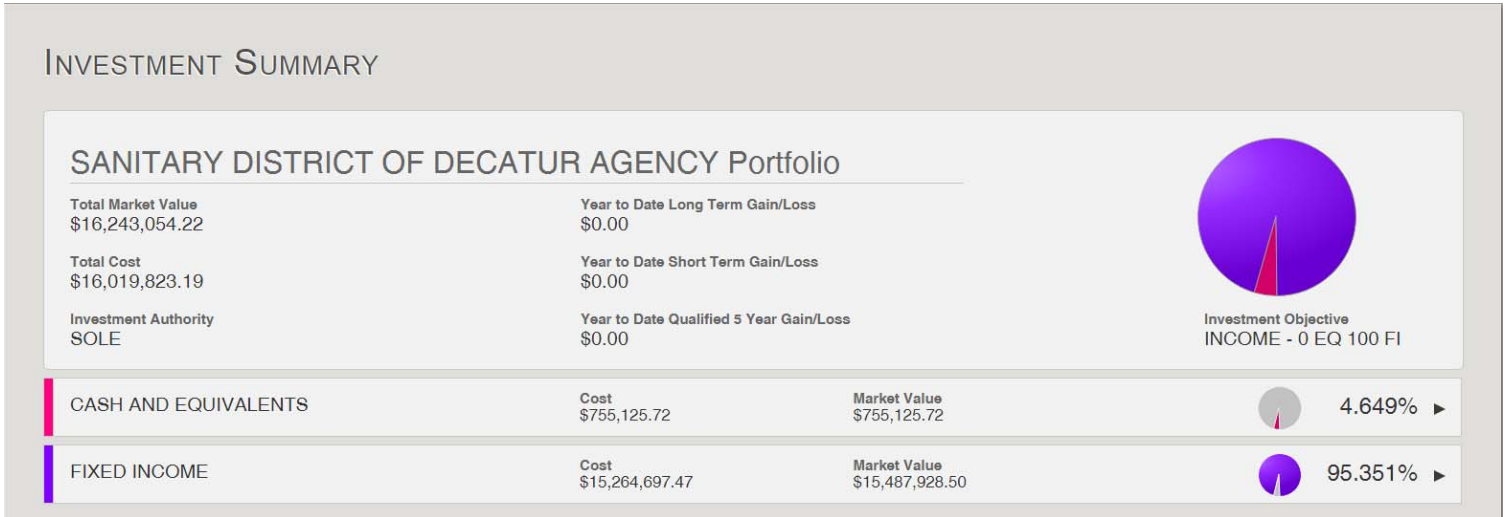 INVESTMENT SUMMARY
SANITARY DISTRICT OF DECATUR AGENCY Portfolio
Total Market Value
$16,243,054.22
Year to Date Long Term Gain/Loss
$0.00
Total Cost
$16,019,823.19
Year to Date Short Term Gain/Loss
$0.00
Investment Authority
SOLE
Year to Date Qualified 5 Year Gain/Loss
$0.00
Investment Objective
INCOME - 0 EQ 100 FI
CASH AND EQUIVALENTS
Cost
$755,125.72
Market Value
$755,125.72
4.649%
FIXED INCOME
Cost
$15,264,697.47
Market Value
$15,487,928.50
95.351%